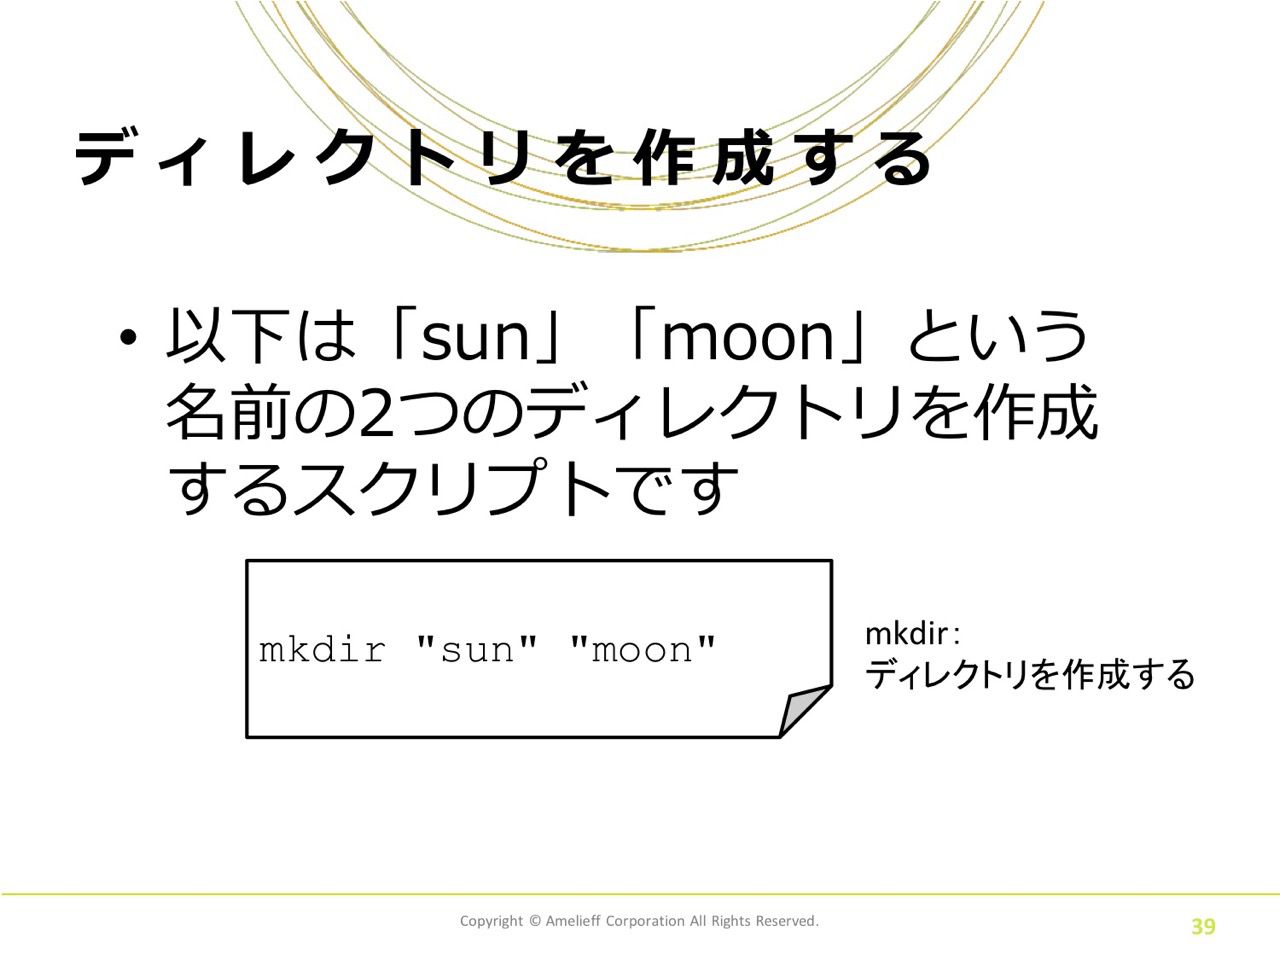 ディレクトリを作成する
• 以下は「sun」「moon」という
名前の2つのディレクトリを作成
するスクリプトです
mkdir "sun" "moon"
mkdir：
ディレクトリを作成する
Copyright © Amelieff Corporation All Rights Reserved.
39